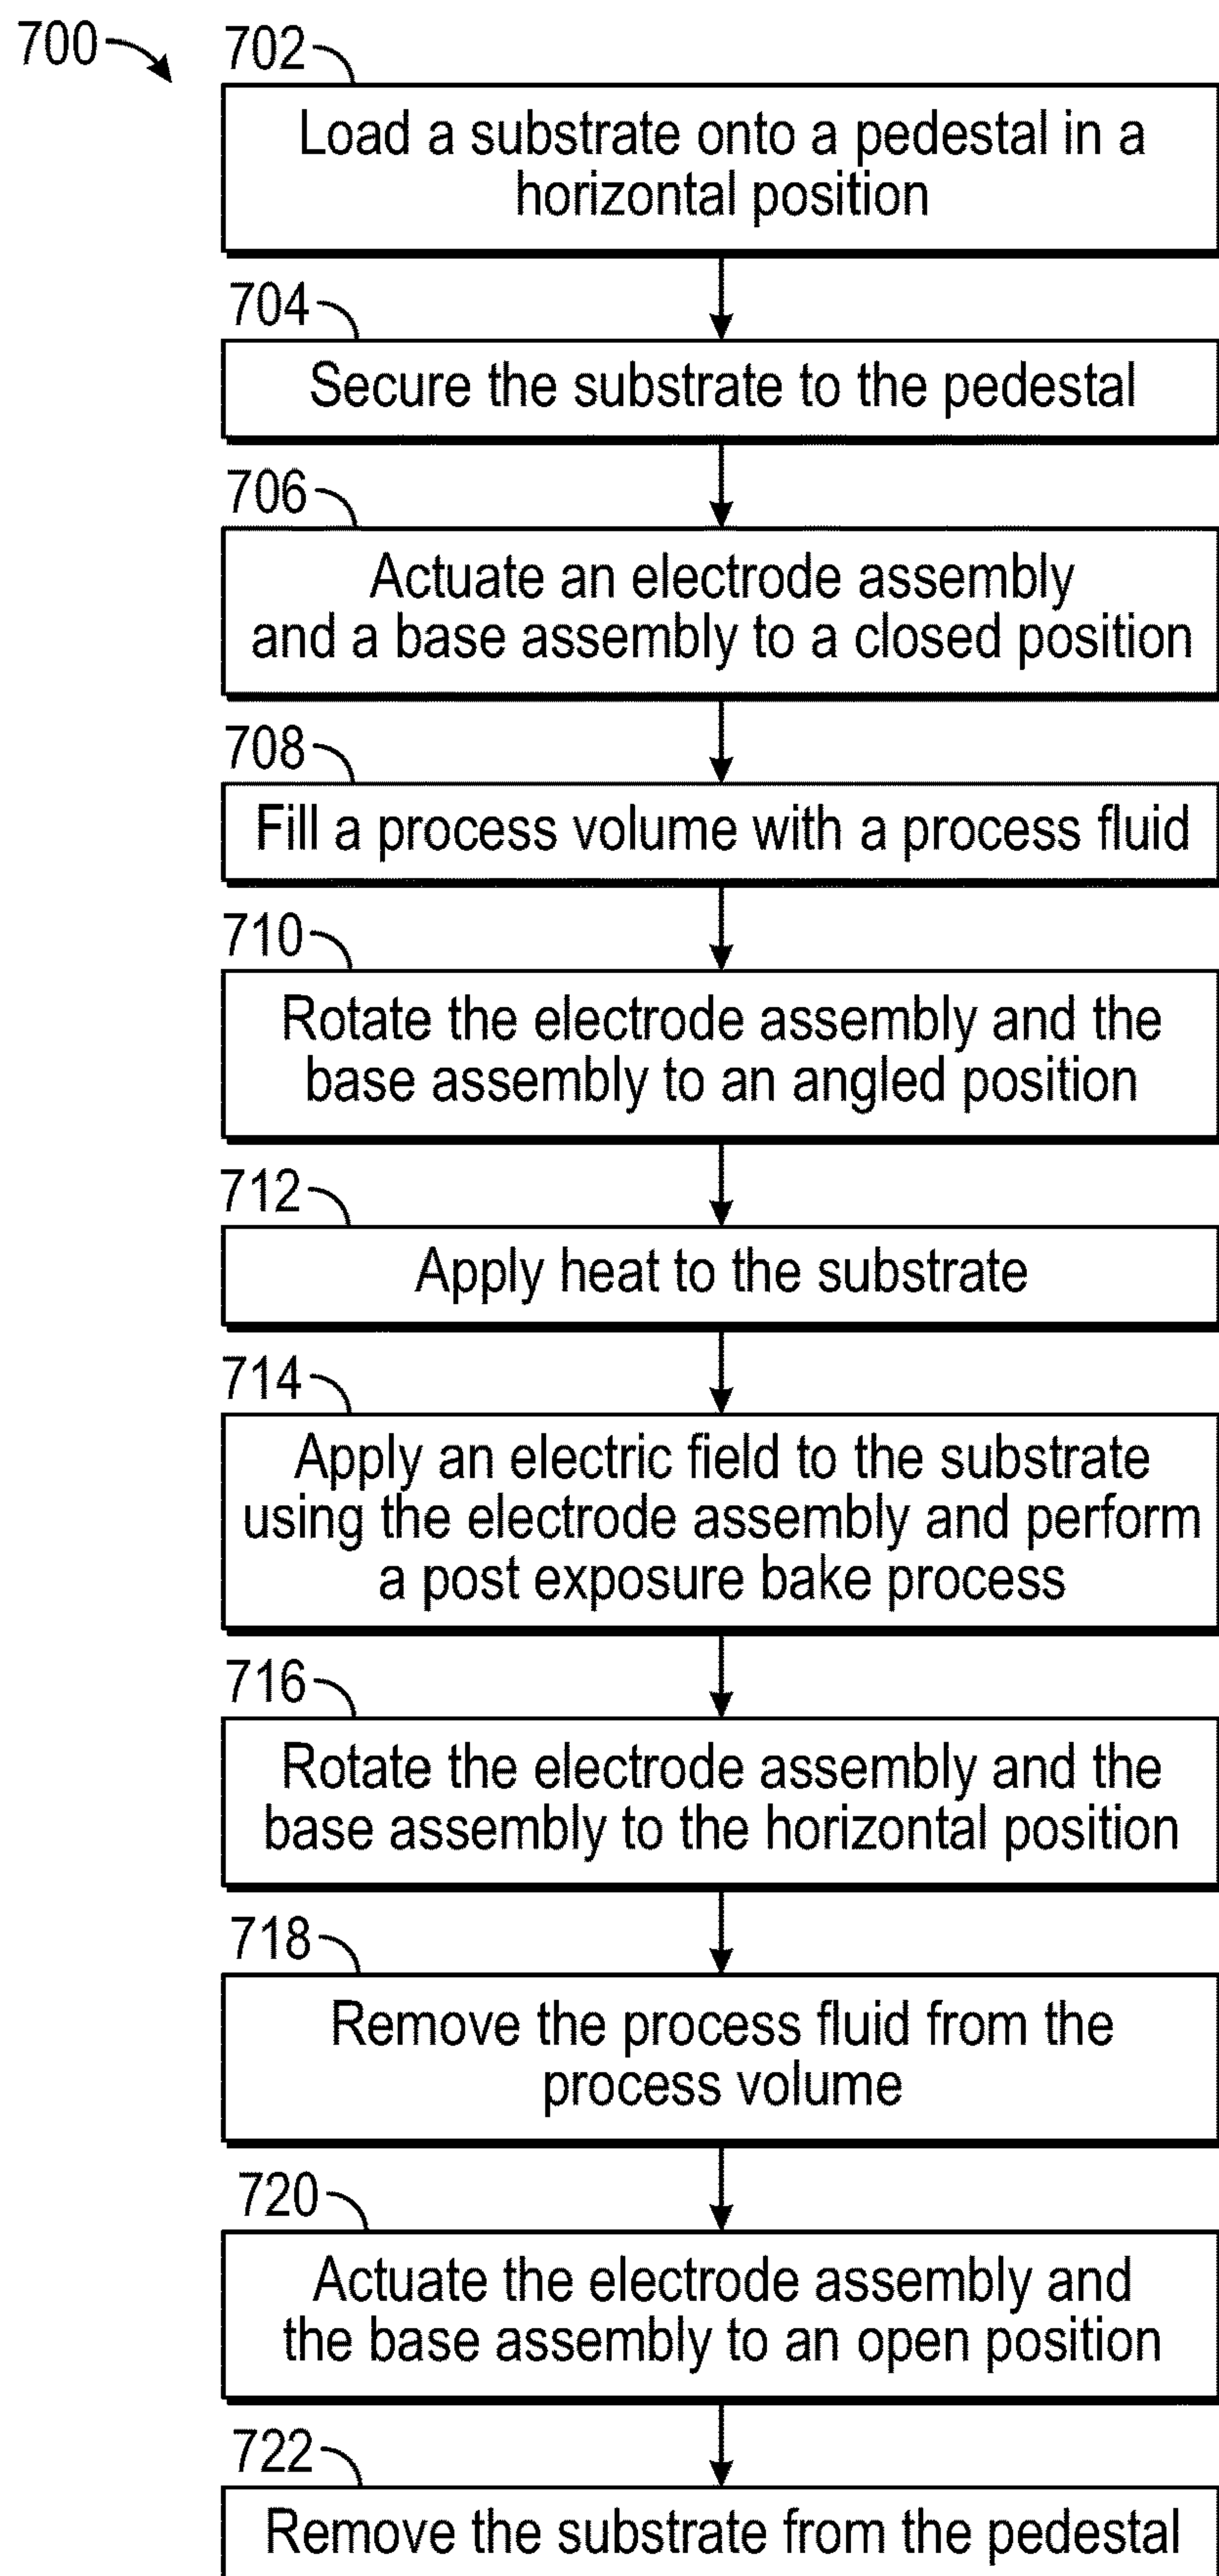 700
702
Load a substrate onto a pedestal in a
horizontal position
704
Secure the substrate to the pedestal
706
Actuate an electrode assembly
and a base assembly to a closed position
708
Fill a process volume with a process fluid
710
Rotate the electrode assembly and the
base assembly to an angled position
712
Apply heat to the substrate
714
Apply an electric field to the substrate
using the electrode assembly and perform
a post exposure bake process
716
Rotate the electrode assembly and the
base assembly to the horizontal position
718
Remove the process fluid from the
process volume
720
Actuate the electrode assembly and
the base assembly to an open position
722
Remove the substrate from the pedestal